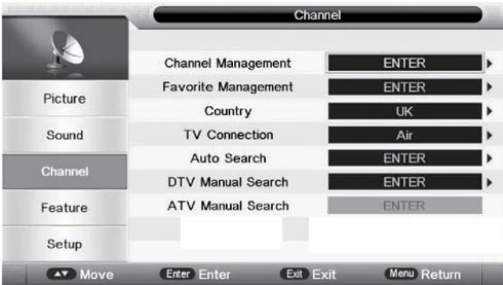 Channel
Channel Management ENTER
Favorite Management ENTER
Country UK
TV Connection Air
Auto Search ENTER
DTV Manual Search ENTER
ATV Manual Search ENTER
Picture
Sound
Channel
Feature
Setup
Move Enter Enter Exit Exit Menu Return